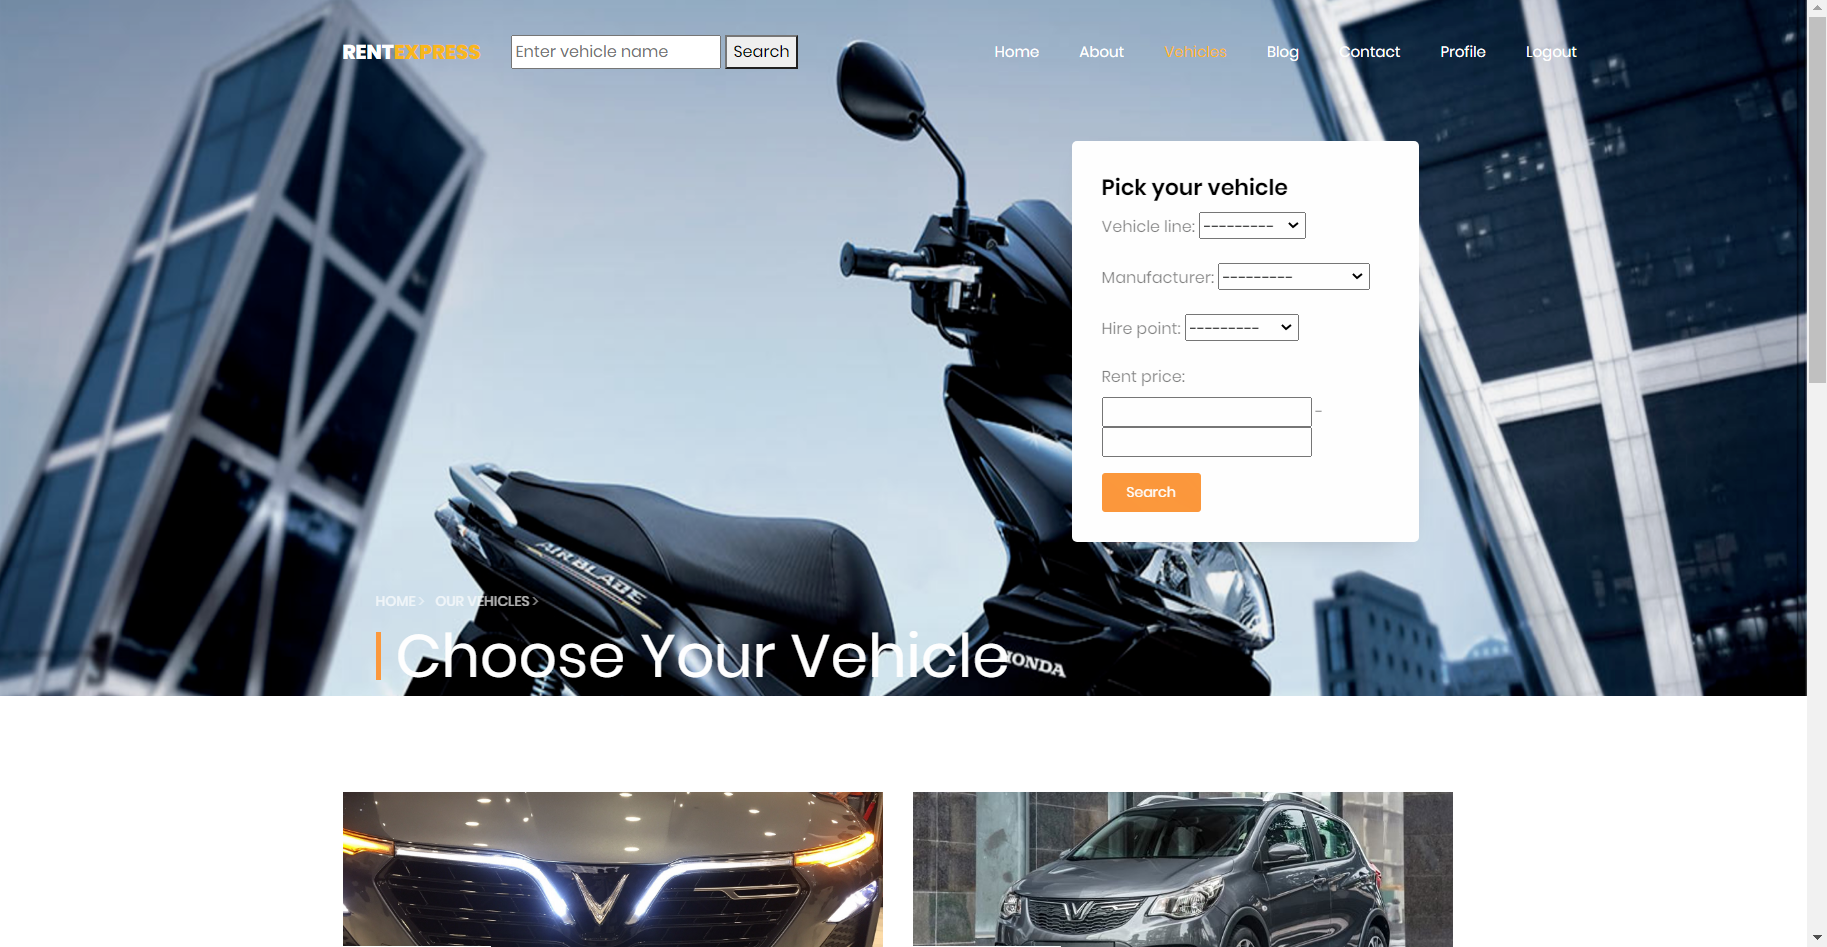 RENTEXPRESS
Enter vehicle name
Search
Home
About
Vehicles
Blog
Contact
Profile
Logout
Pick your vehicle
Vehicle line: ---------
Manufacturer: ---------
Hire point: ---------
Rent price:
-
Search
AIRBLADE
HOME > OUR VEHICLES >
Choose Your Vehicle
HONDA